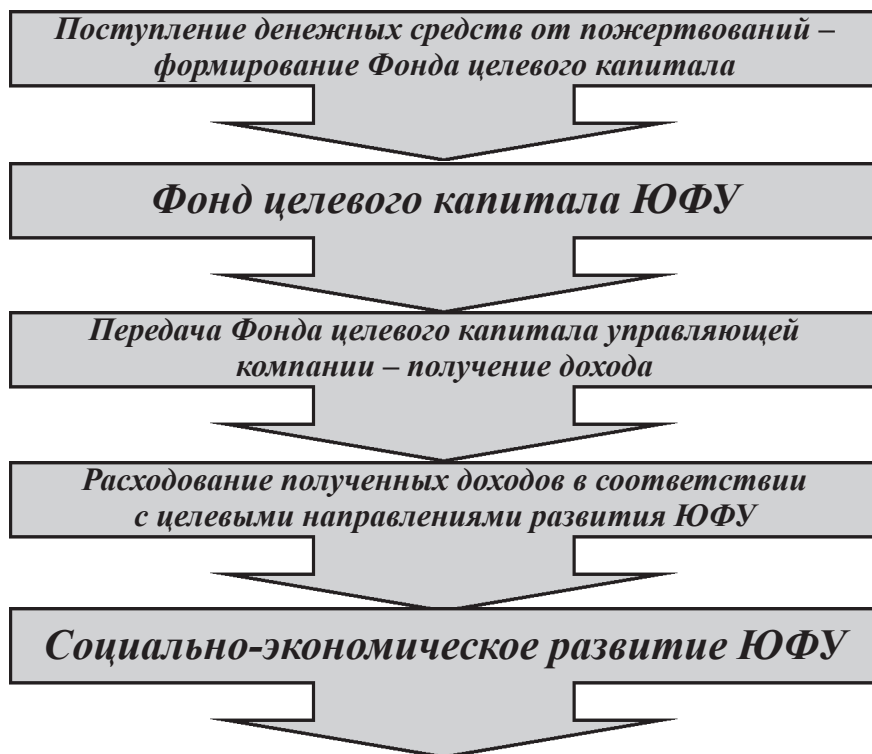 Поступление денежных средств от пожертвований –
формирование Фонда целевого капитала
Фонд целевого капитала ЮФУ
Передача Фонда целевого капитала управляющей
компании – получение дохода
Расходование полученных доходов в соответствии
с целевыми направлениями развития ЮФУ
Социально-экономическое развитие ЮФУ